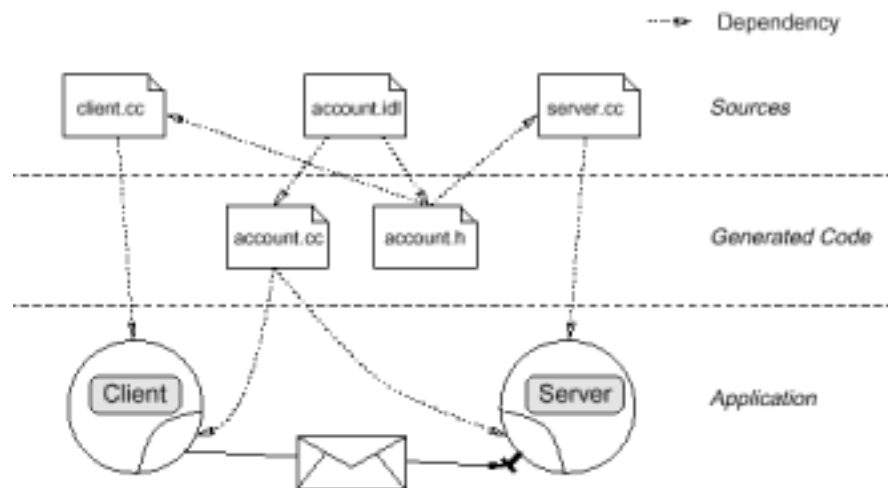 Dependency
client.cc
account.idl
server.cc
Sources
account.cc
account.h
Generated Code
Client
Server
Application